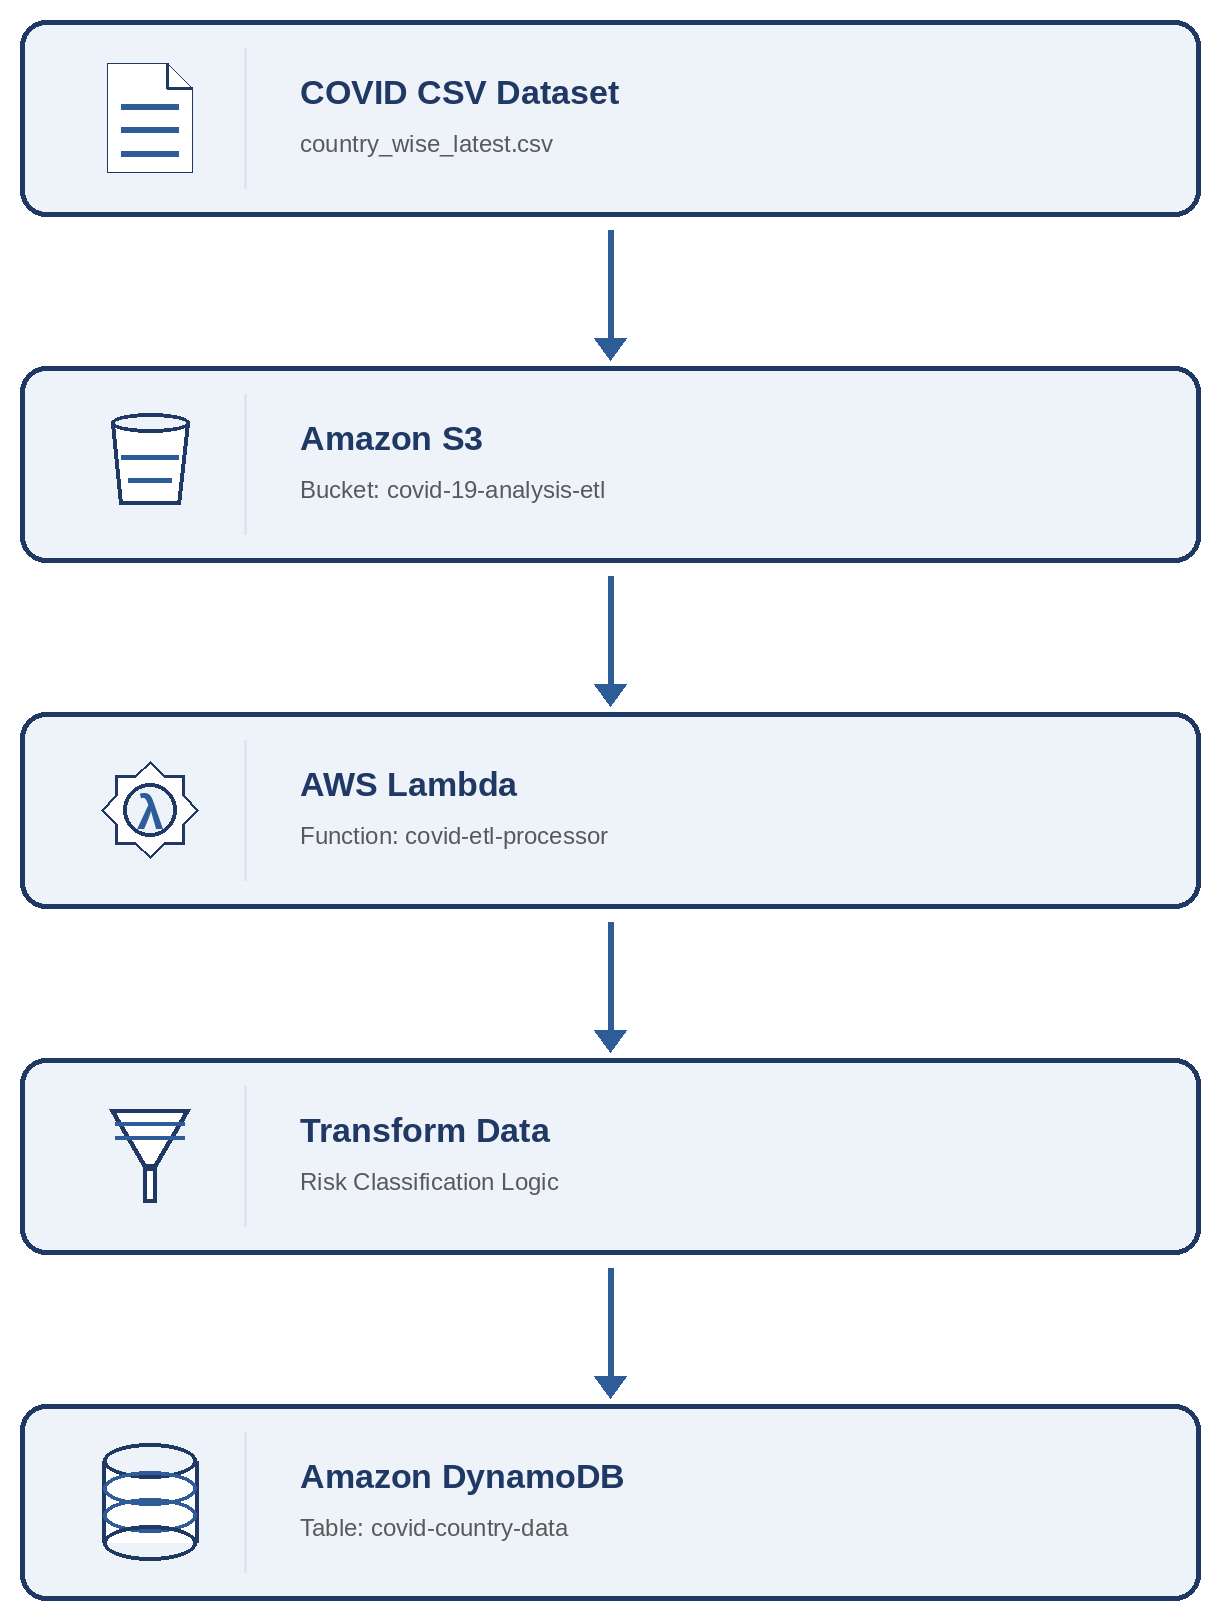 COVID CSV Dataset
country_wise_latest.csv
Amazon S3
Bucket: covid-19-analysis-etl
λ
AWS Lambda
Function: covid-etl-processor
Transform Data
Risk Classification Logic
Amazon DynamoDB
Table: covid-country-data